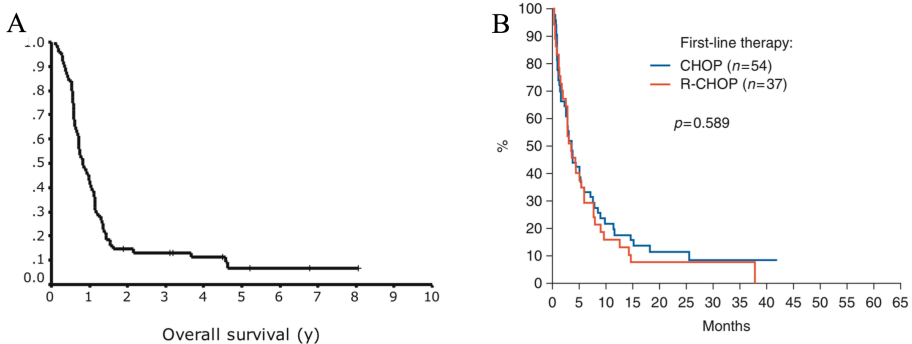 A
1.0
.9
.8
.7
.6
.5
.4
.3
.2
.1
0.0
0 1 2 3 4 5 6 7 8 9 10
Overall survival (y)
B
100
90
80
70
60
50
40
30
20
10
0
%
First-line therapy:
CHOP (n=54)
R-CHOP (n=37)
p=0.589
0 5 10 15 20 25 30 35 40 45 50 55 60 65
Months